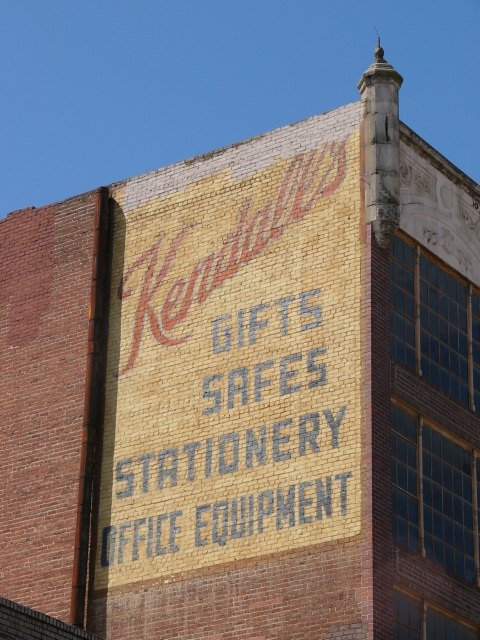 Kendall's
GIFTS
SAFES
STATIONERY
OFFICE EQUIPMENT